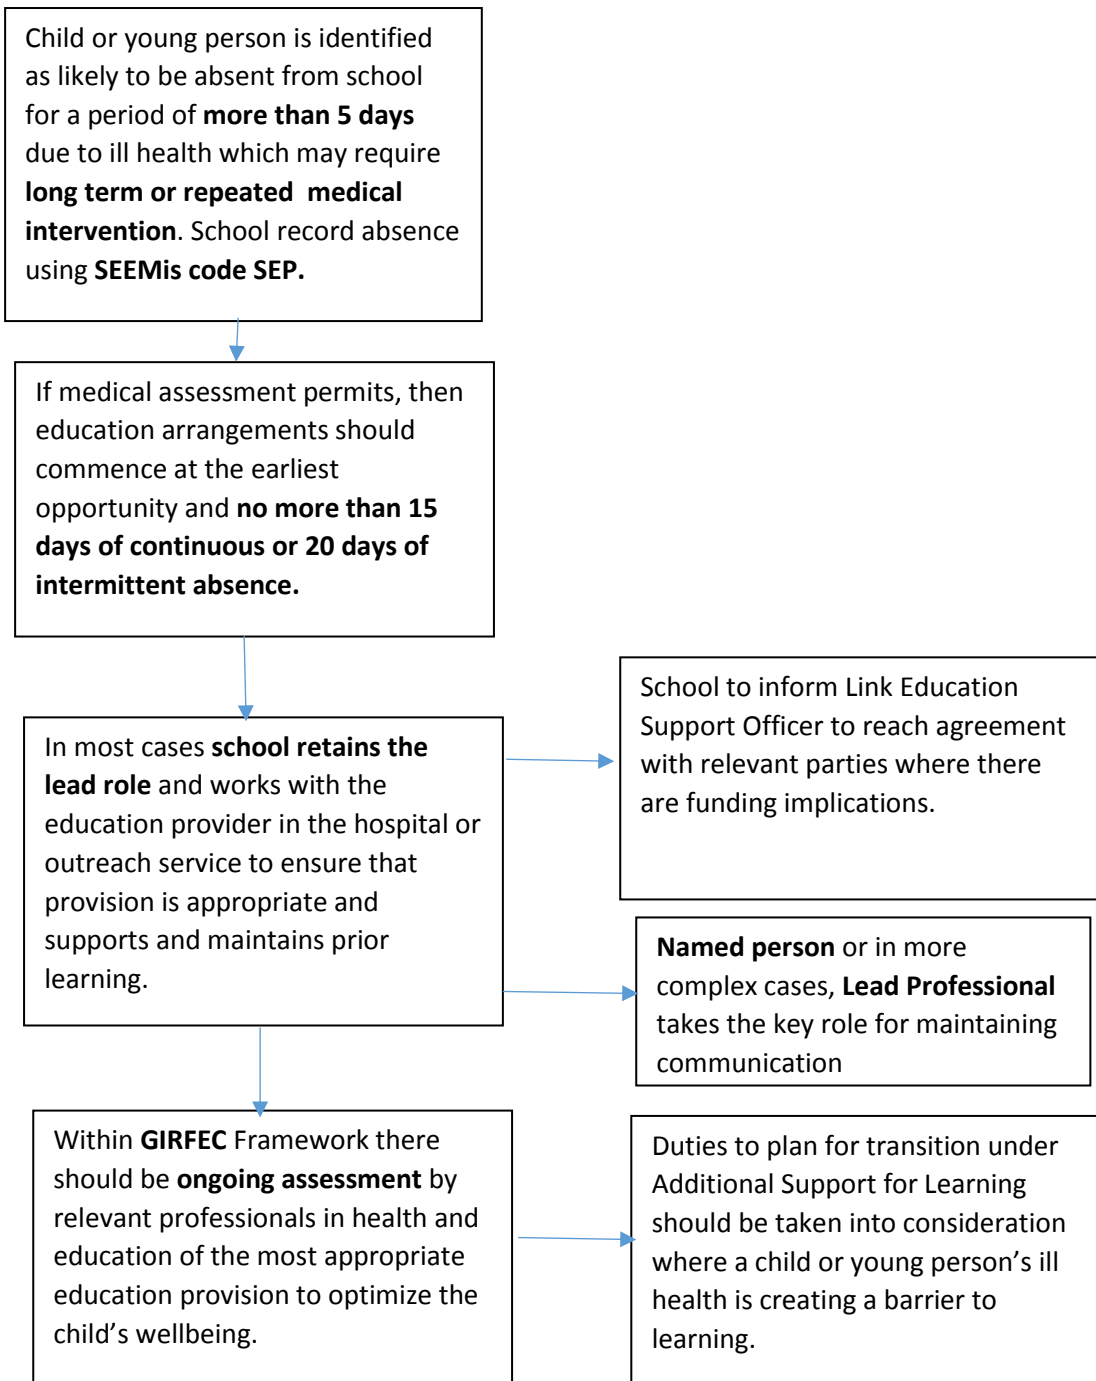 Child or young person is identified
as likely to be absent from school
for a period of more than 5 days
due to ill health which may require
long term or repeated  medical
intervention. School record absence
using SEEMis code SEP.
If medical assessment permits, then
education arrangements should
commence at the earliest
opportunity and no more than 15
days of continuous or 20 days of
intermittent absence.
In most cases school retains the
lead role and works with the
education provider in the hospital or
outreach service to ensure that
provision is appropriate and
supports and maintains prior
learning.
School to inform Link Education
Support Officer to reach agreement
with relevant parties where there
are funding implications.
Named person or in more
complex cases, Lead Professional
takes the key role for maintaining
communication
Within GIRFEC Framework there
should be ongoing assessment by
relevant professionals in health and
education of the most appropriate
education provision to optimize the
child’s wellbeing.
Duties to plan for transition under
Additional Support for Learning
should be taken into consideration
where a child or young person’s ill
health is creating a barrier to
learning.